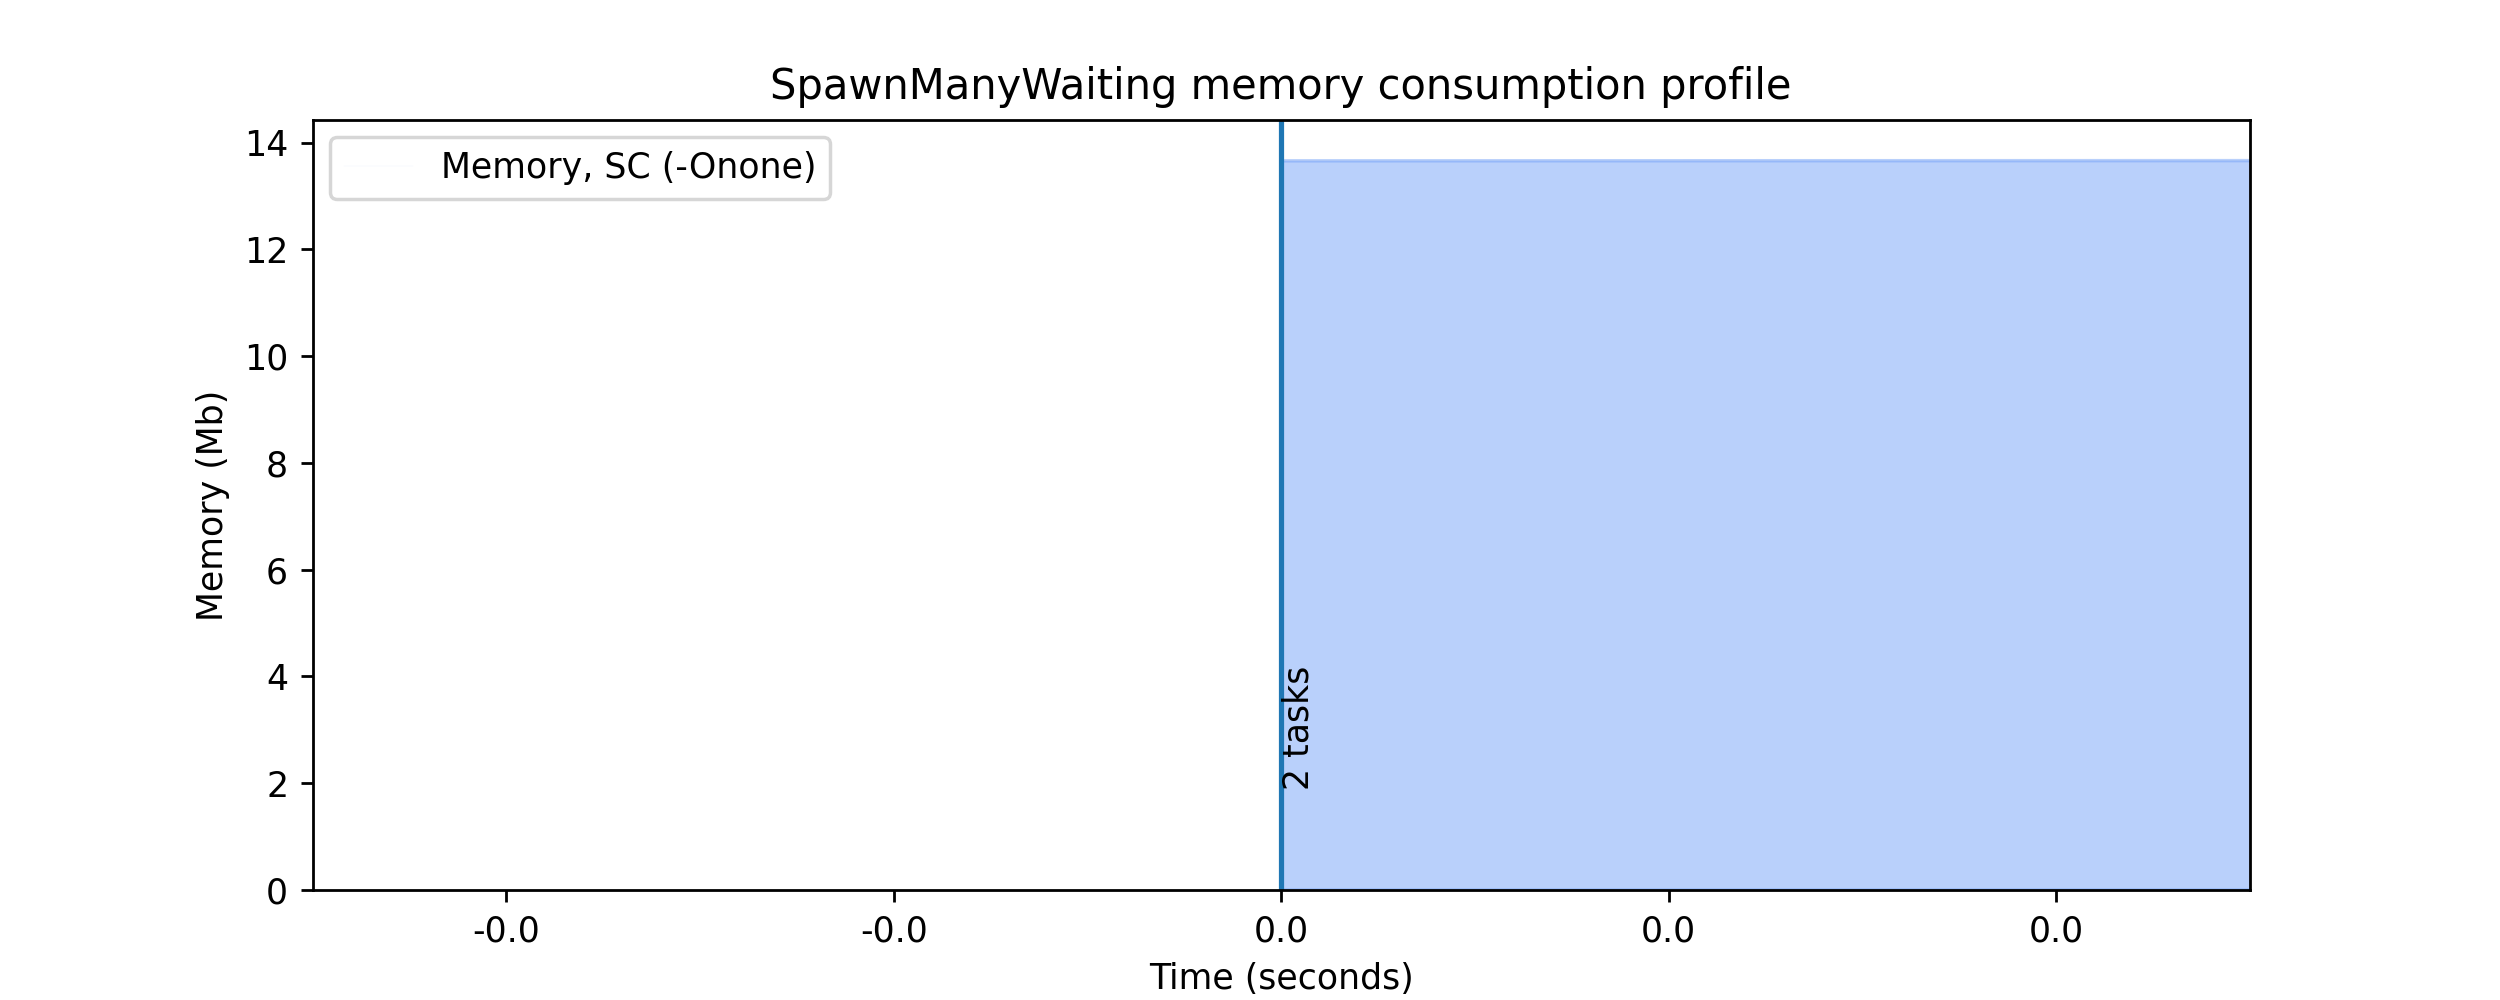 SpawnManyWaiting memory consumption profile
Memory, SC (-Onone)
14
12
10
8
6
4
2
0
Memory (Mb)
2 tasks
-0.0 -0.0 0.0 0.0 0.0
Time (seconds)